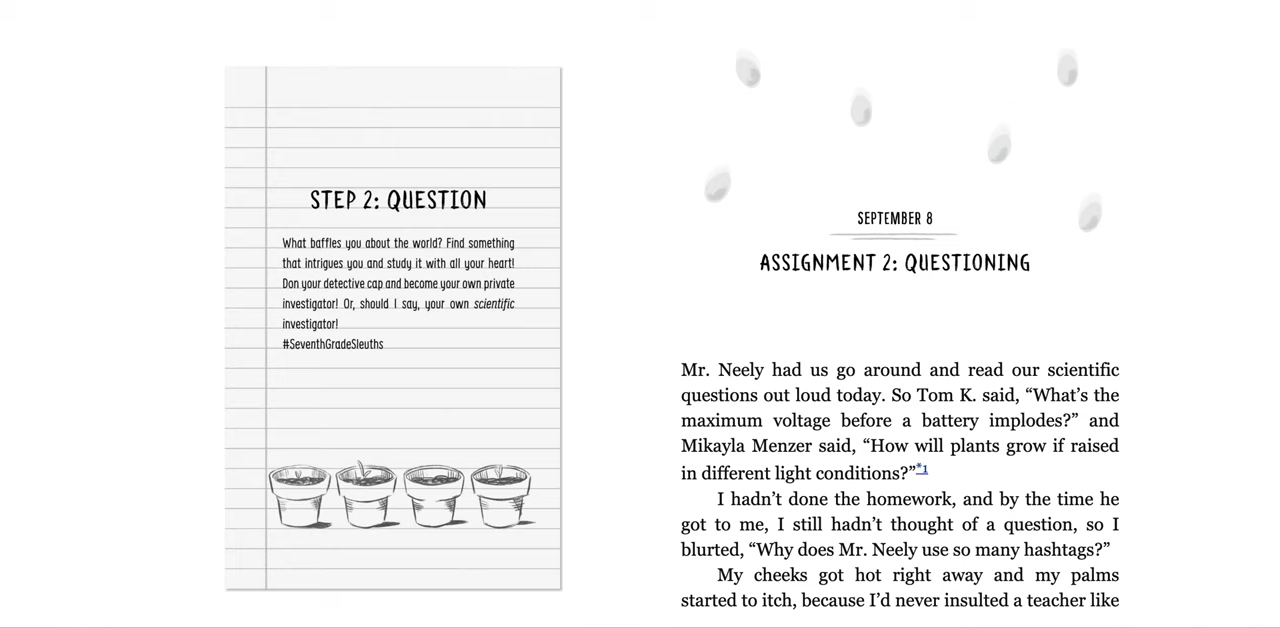 STEP 2: QUESTION
What baffles you about the world? Find something
that intrigues you and study it with all your heart!
Don your detective cap and become your own private
investigator! Or, should I say, your own scientific
investigator!
#SeventhGradeSleuths
SEPTEMBER 8
ASSIGNMENT 2: QUESTIONING
Mr. Neely had us go around and read our scientific
questions out loud today. So Tom K. said, “What’s the
maximum voltage before a battery implodes?” and
Mikayla Menzer said, “How will plants grow if raised
in different light conditions?”*1
I hadn’t done the homework, and by the time he
got to me, I still hadn’t thought of a question, so I
blurted, “Why does Mr. Neely use so many hashtags?”
My cheeks got hot right away and my palms
started to itch, because I’d never insulted a teacher like